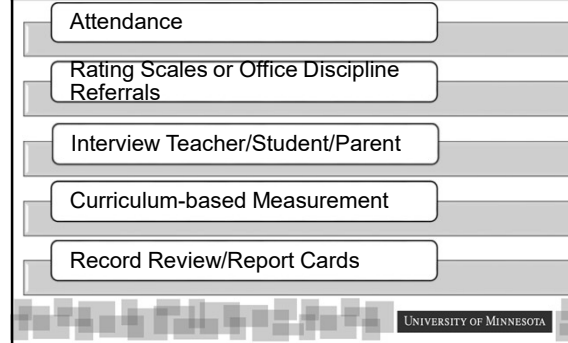 Attendance
Rating Scales or Office Discipline
Referrals
Interview Teacher/Student/Parent
Curriculum-based Measurement
Record Review/Report Cards
UNIVERSITY OF MINNESOTA